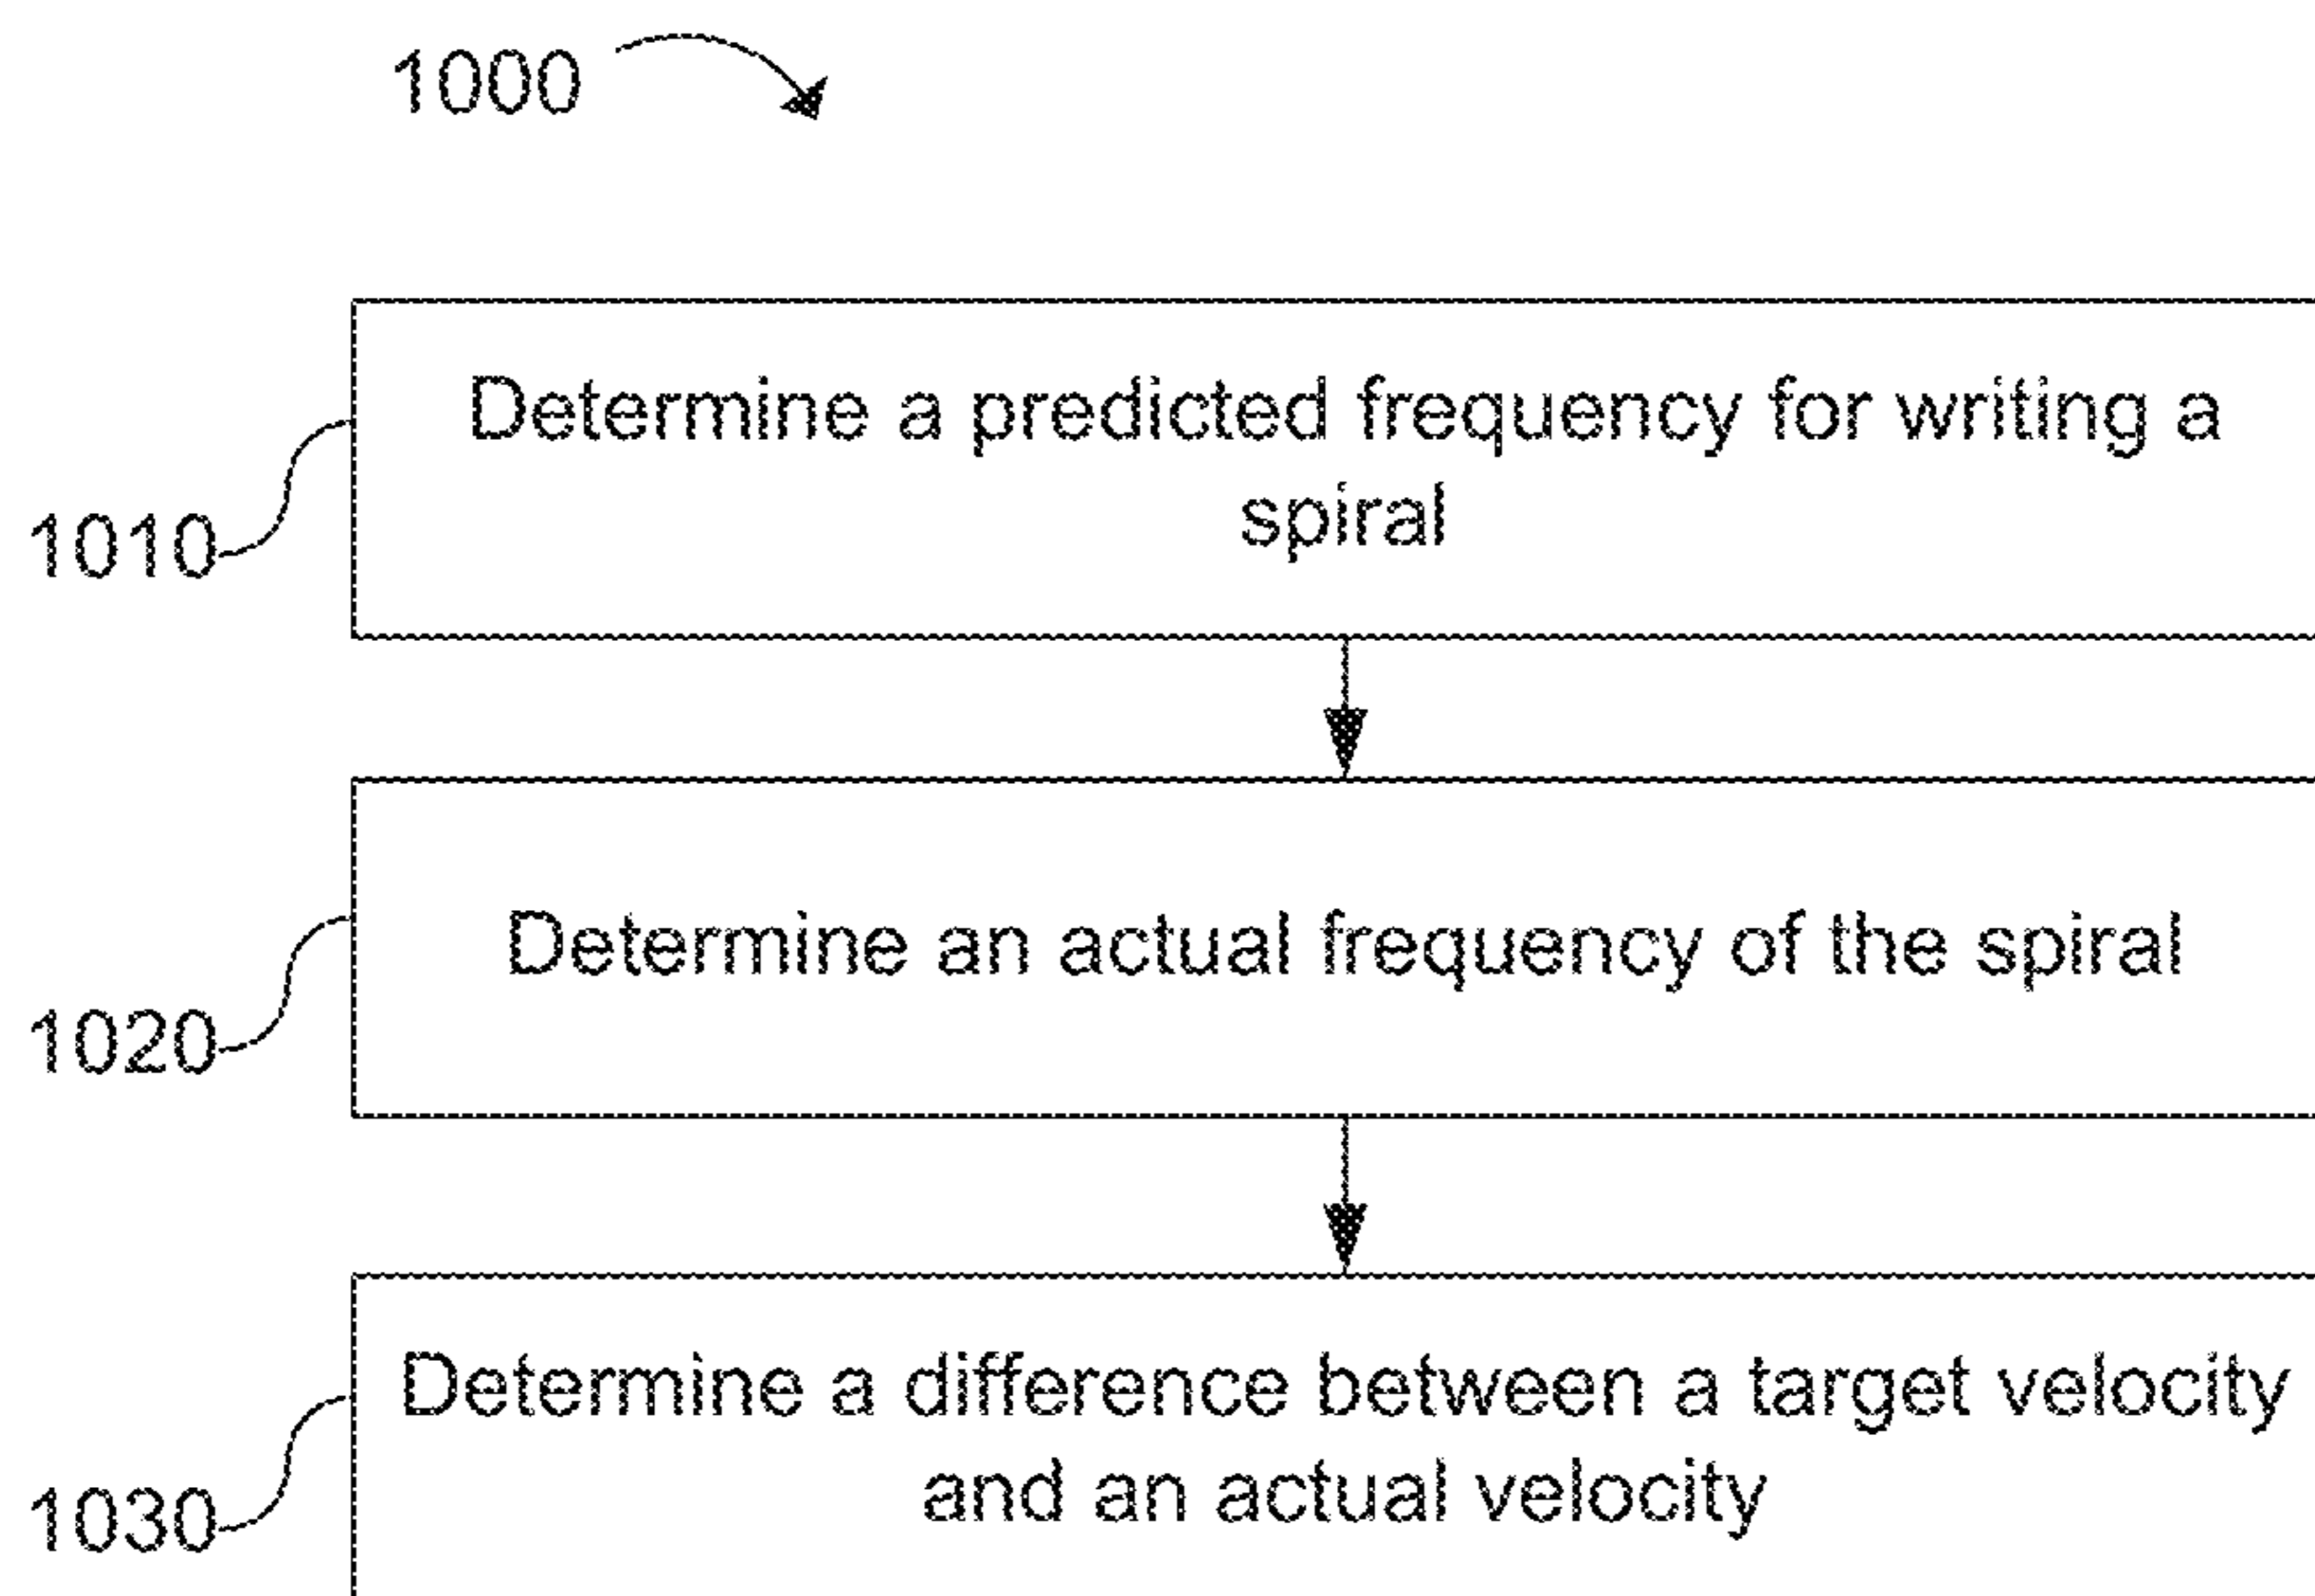 1000
Determine a predicted frequency for writing a
spiral
1010
Determine an actual frequency of the spiral
1020
Determine a difference between a target velocity
and an actual velocity
1030